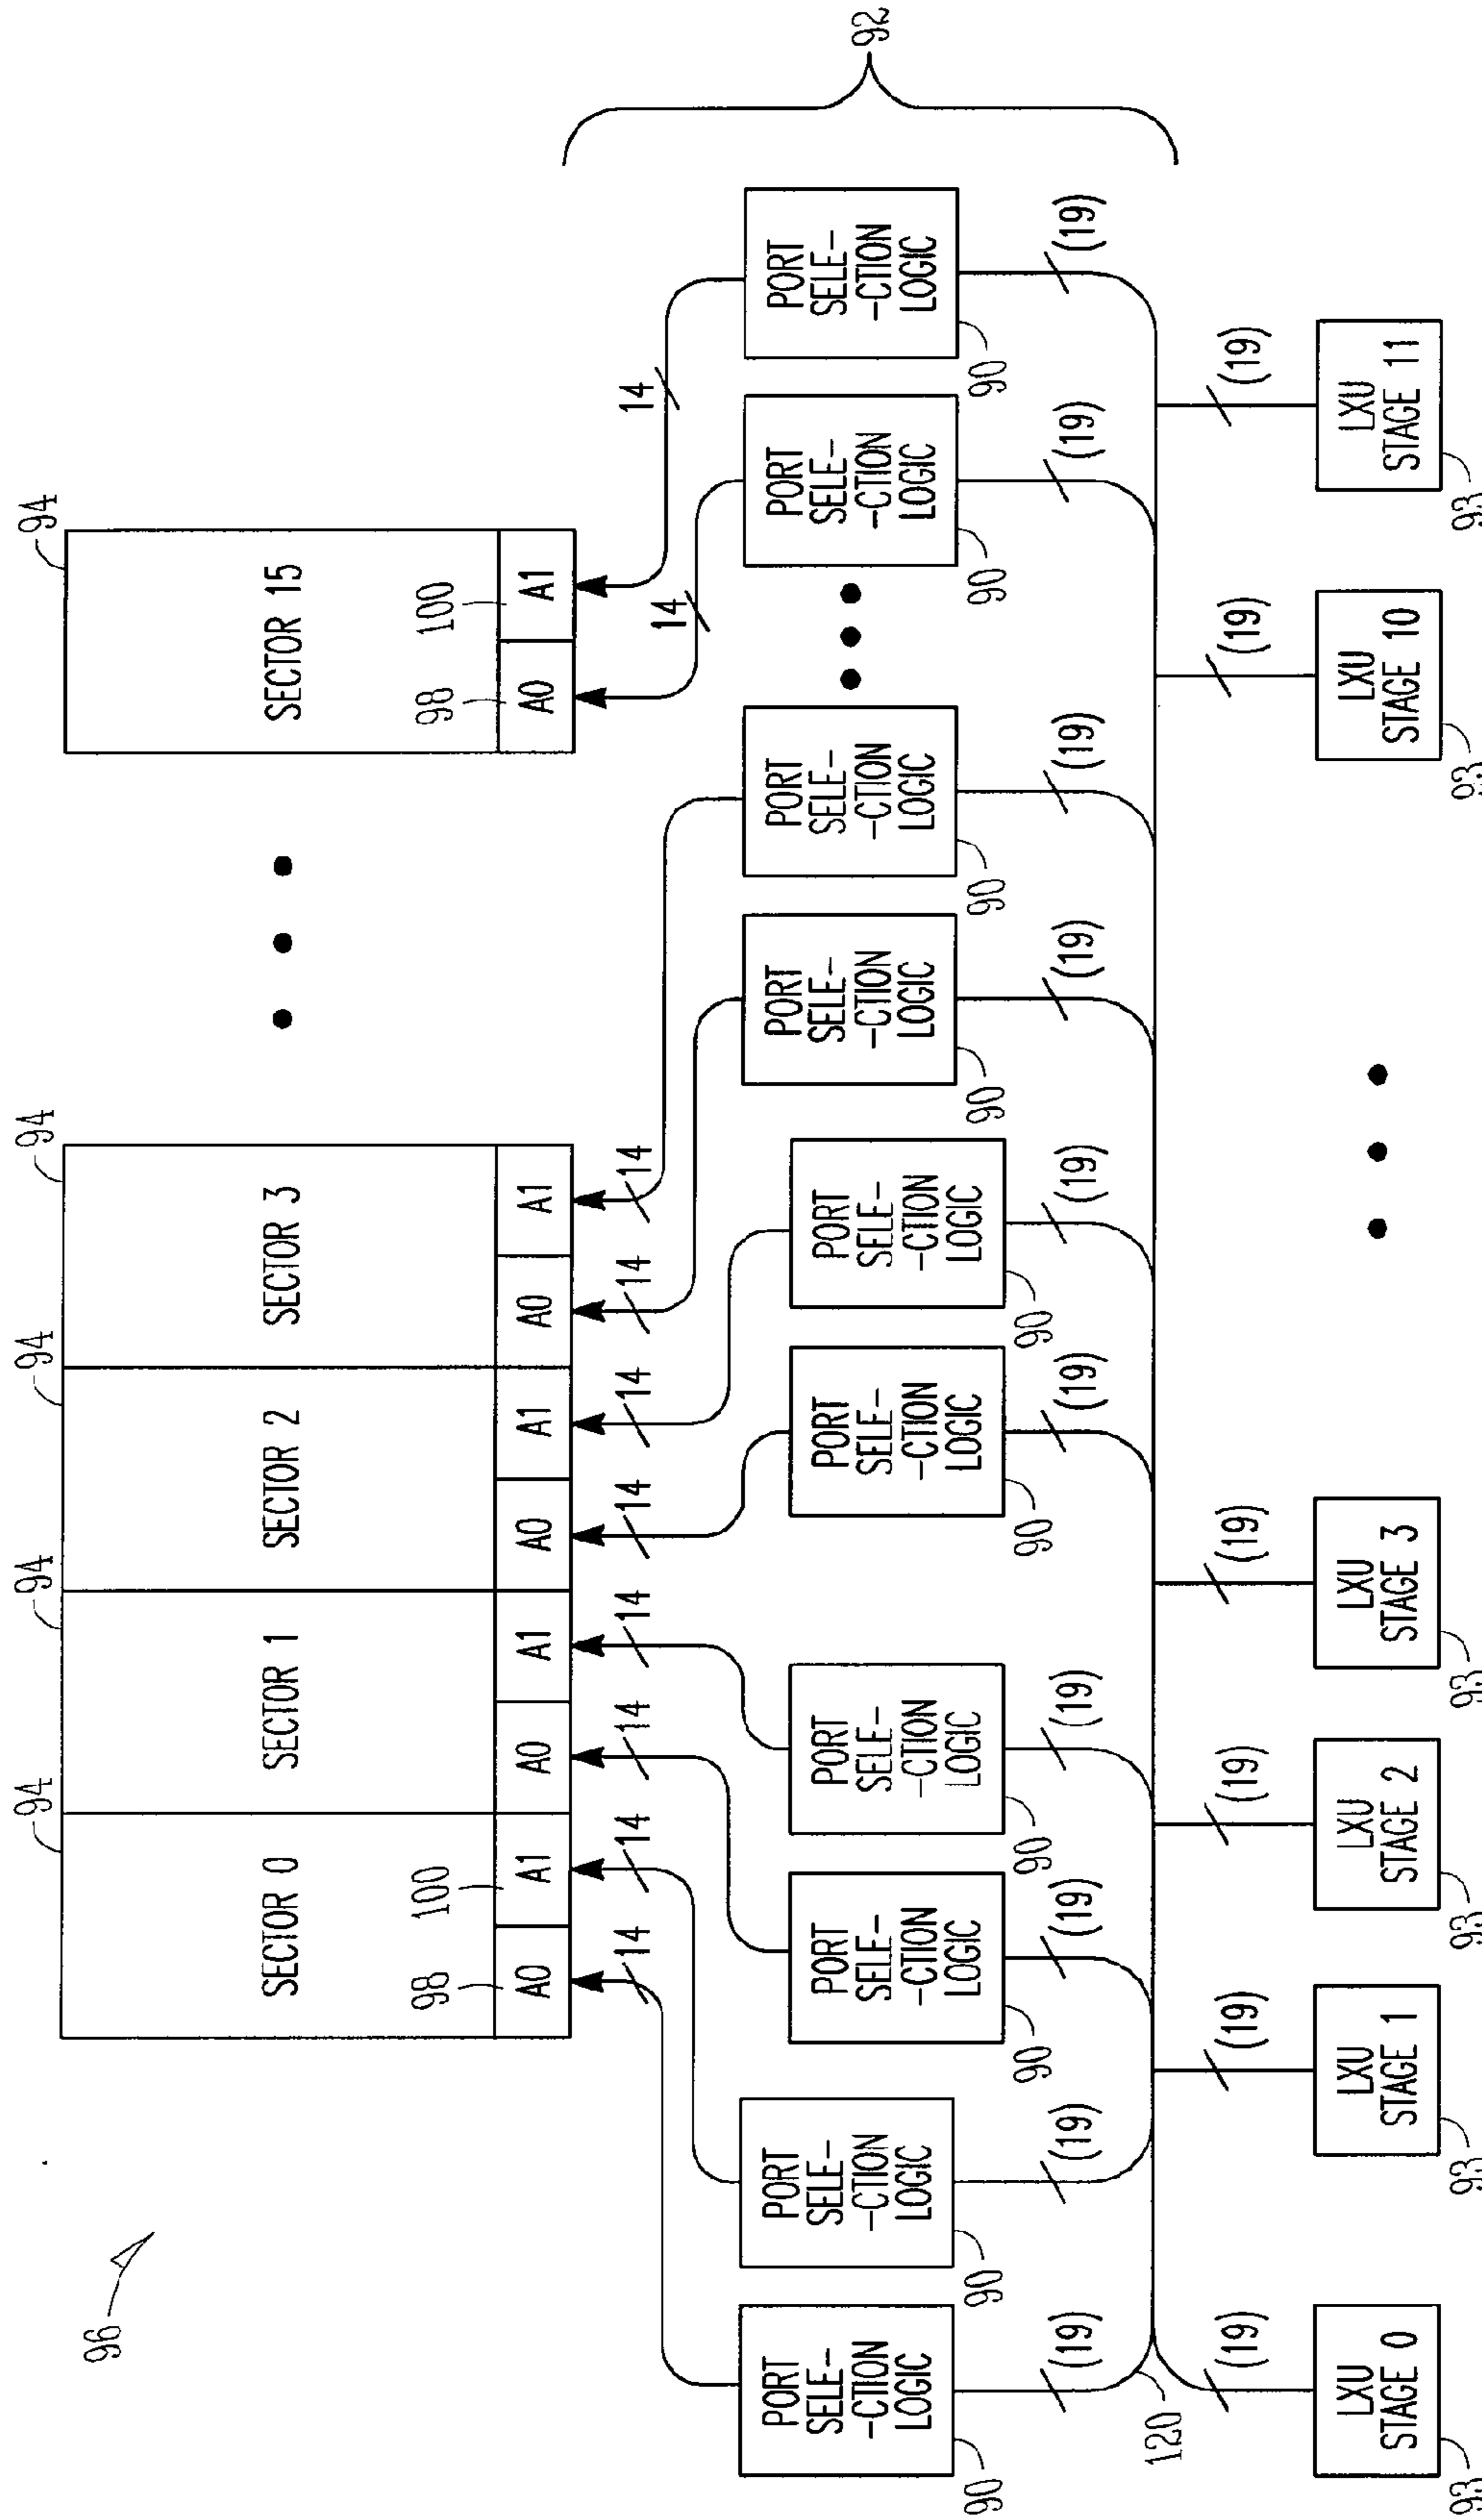 94 94 94 94 94
96
SECTOR 0 SECTOR 1 SECTOR 2 SECTOR 3 SECTOR 15
98 100 98 100
A0 A1 A0 A1 A0 A1 A0 A1 A0 A1
14 14 14 14 14 14 14 14 14 14
92
PORT
SELE-
-CTION
LOGIC
PORT
SELE-
-CTION
LOGIC
PORT
SELE-
-CTION
LOGIC
PORT
SELE-
-CTION
LOGIC
PORT
SELE-
-CTION
LOGIC
PORT
SELE-
-CTION
LOGIC
PORT
SELE-
-CTION
LOGIC
PORT
SELE-
-CTION
LOGIC
PORT
SELE-
-CTION
LOGIC
PORT
SELE-
-CTION
LOGIC
90 90 90 90 90 90 90 90 90 90
(19) (19) (19) (19) (19) (19) (19) (19) (19) (19)
120
(19) (19) (19) (19) (19) (19)
LXU
STAGE 0
LXU
STAGE 1
LXU
STAGE 2
LXU
STAGE 3
LXU
STAGE 10
LXU
STAGE 11
93 93 93 93 93 93